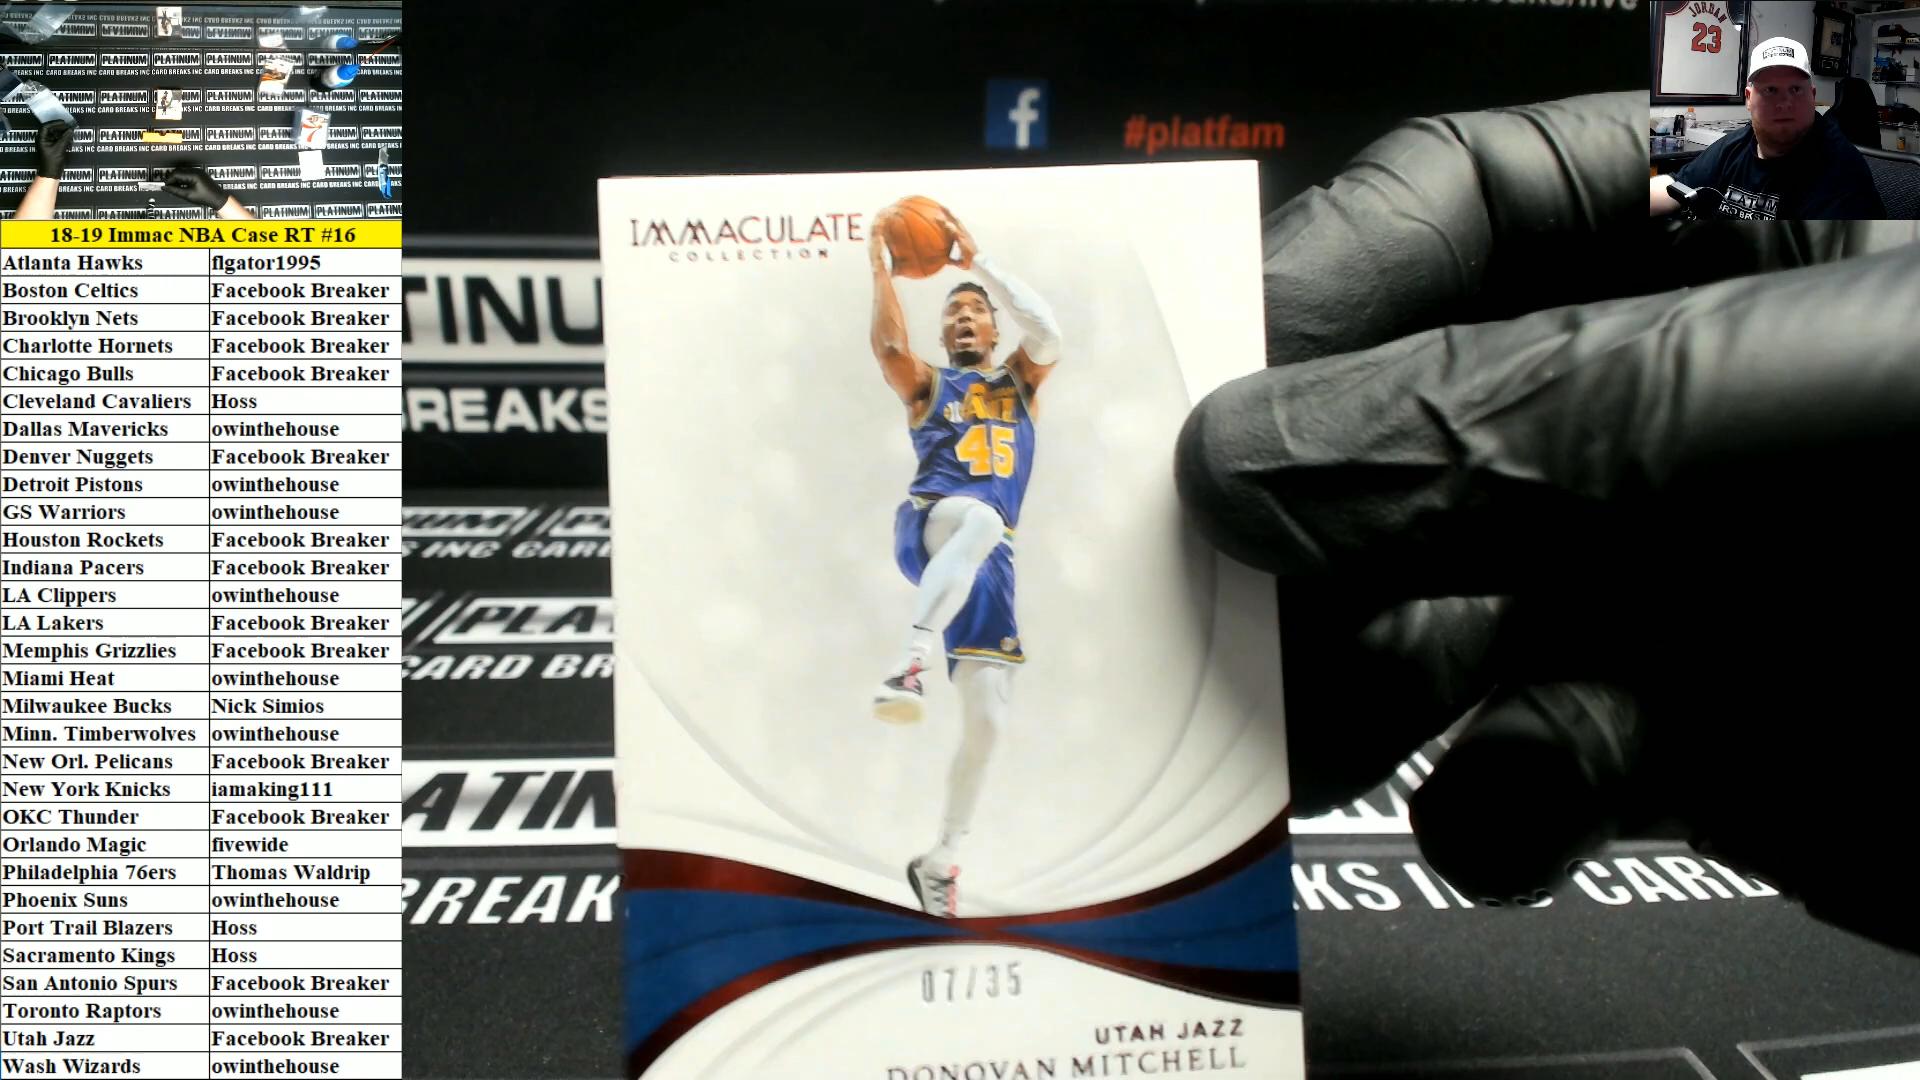 18-19 Immac NBA Case RT #16
Atlanta Hawks flgator1995
Boston Celtics Facebook Breaker
Brooklyn Nets Facebook Breaker
Charlotte Hornets Facebook Breaker
Chicago Bulls Facebook Breaker
Cleveland Cavaliers Hoss
Dallas Mavericks owinthehouse
Denver Nuggets Facebook Breaker
Detroit Pistons owinthehouse
GS Warriors owinthehouse
Houston Rockets Facebook Breaker
Indiana Pacers Facebook Breaker
LA Clippers owinthehouse
LA Lakers Facebook Breaker
Memphis Grizzlies Facebook Breaker
Miami Heat owinthehouse
Milwaukee Bucks Nick Simios
Minn. Timberwolves owinthehouse
New Orl. Pelicans Facebook Breaker
New York Knicks iamaking111
OKC Thunder Facebook Breaker
Orlando Magic fivewide
Philadelphia 76ers Thomas Waldrip
Phoenix Suns owinthehouse
Port Trail Blazers Hoss
Sacramento Kings Hoss
San Antonio Spurs Facebook Breaker
Toronto Raptors owinthehouse
Utah Jazz Facebook Breaker
Wash Wizards owinthehouse
#platfam
IMMACULATE
COLLECTION
45
07/35
UTAH JAZZ
DONOVAN MITCHELL
JORDAN
23